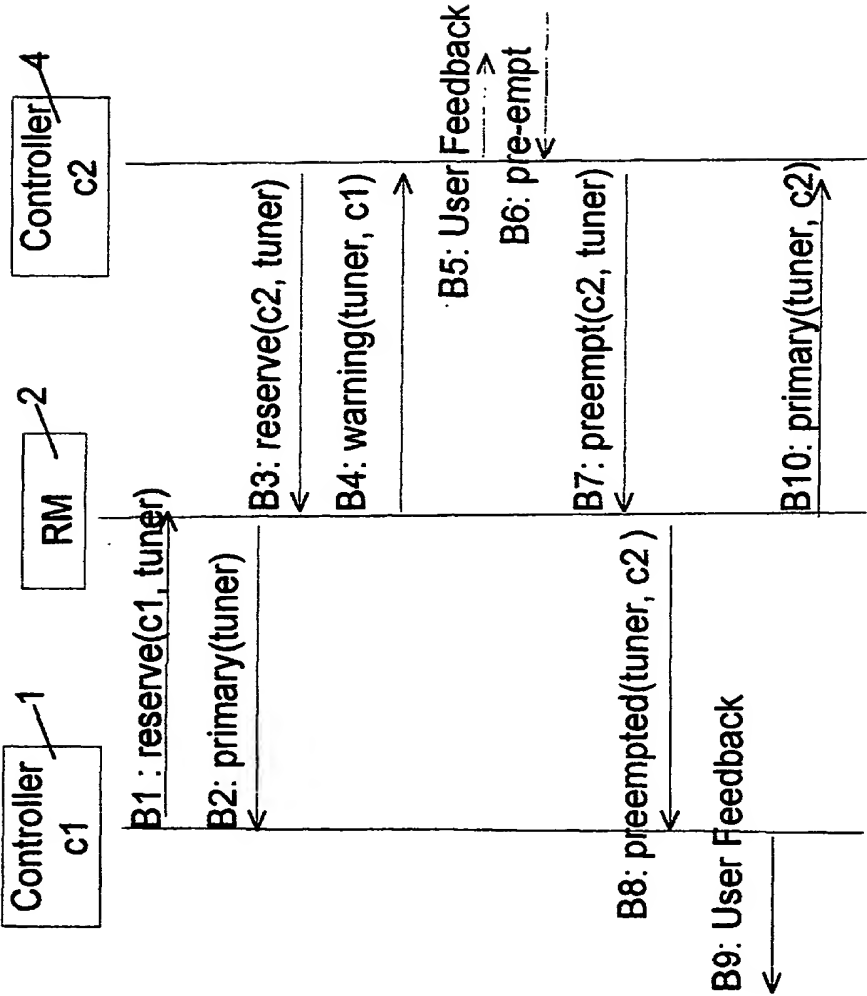 Controller
c1
1
RM
2
Controller
c2
4
B1 : reserve(c1, tuner)
B2: primary(tuner)
B3: reserve(c2, tuner)
B4: warning(tuner, c1)
B5: User Feedback
B6: pre-empt
B7: preempt(c2, tuner)
B8: preempted(tuner, c2 )
B9: User Feedback
B10: primary(tuner, c2)